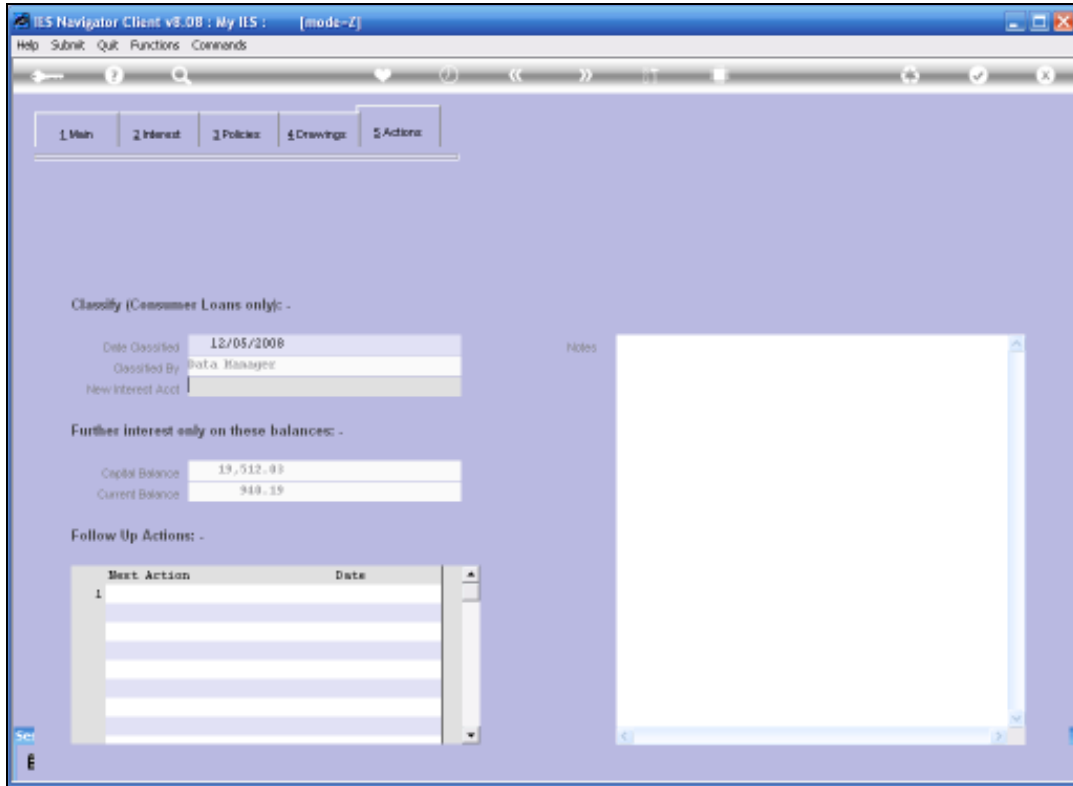 IES Navigator Client v8.08 : My IES : [mode-Z]
Help Submit Quit Functions Commands
1 Main 2 Interest 3 Policies 4 Drawings 5 Actions
Classify (Consumer Loans only): -
Date Classified 12/05/2008
Classified By Data Manager
New Interest Acct
Notes
Further interest only on these balances: -
Capital Balance 19,512.03
Current Balance 940.19
Follow Up Actions: -
Next Action Date
1